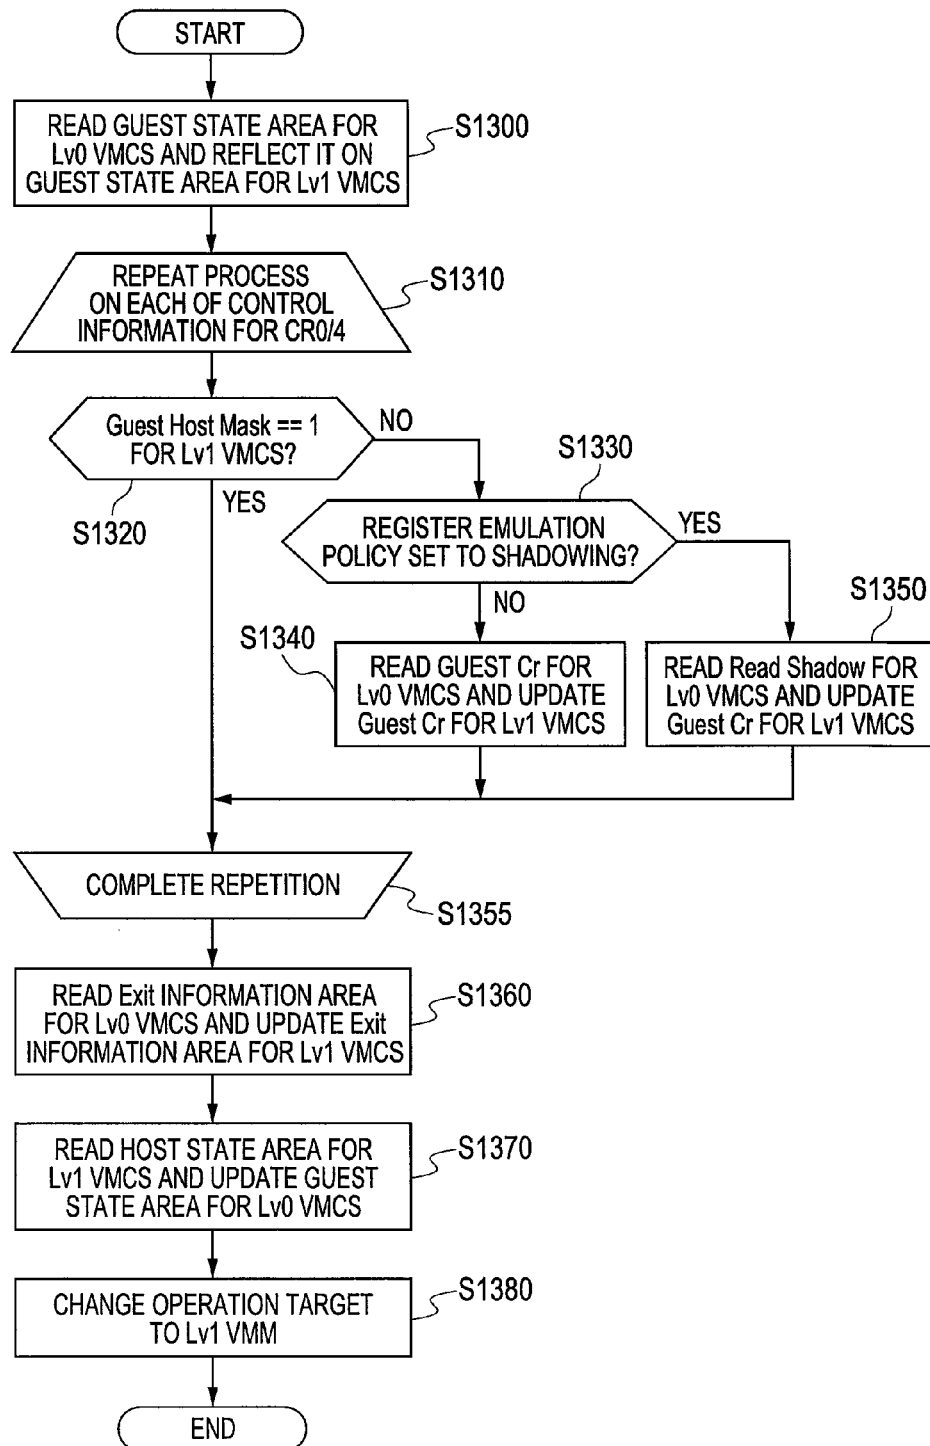 START
READ GUEST STATE AREA FOR
Lv0 VMCS AND REFLECT IT ON
GUEST STATE AREA FOR Lv1 VMCS
S1300
REPEAT PROCESS
ON EACH OF CONTROL
INFORMATION FOR CR0/4
S1310
Guest Host Mask == 1
FOR Lv1 VMCS?
NO
YES
S1320
S1330
REGISTER EMULATION
POLICY SET TO SHADOWING?
YES
NO
S1340
READ GUEST Cr FOR
Lv0 VMCS AND UPDATE
Guest Cr FOR Lv1 VMCS
S1350
READ Read Shadow FOR
Lv0 VMCS AND UPDATE
Guest Cr FOR Lv1 VMCS
COMPLETE REPETITION
S1355
READ Exit INFORMATION AREA
FOR Lv0 VMCS AND UPDATE Exit
INFORMATION AREA FOR Lv1 VMCS
S1360
READ HOST STATE AREA FOR
Lv1 VMCS AND UPDATE GUEST
STATE AREA FOR Lv0 VMCS
S1370
CHANGE OPERATION TARGET
TO Lv1 VMM
S1380
END